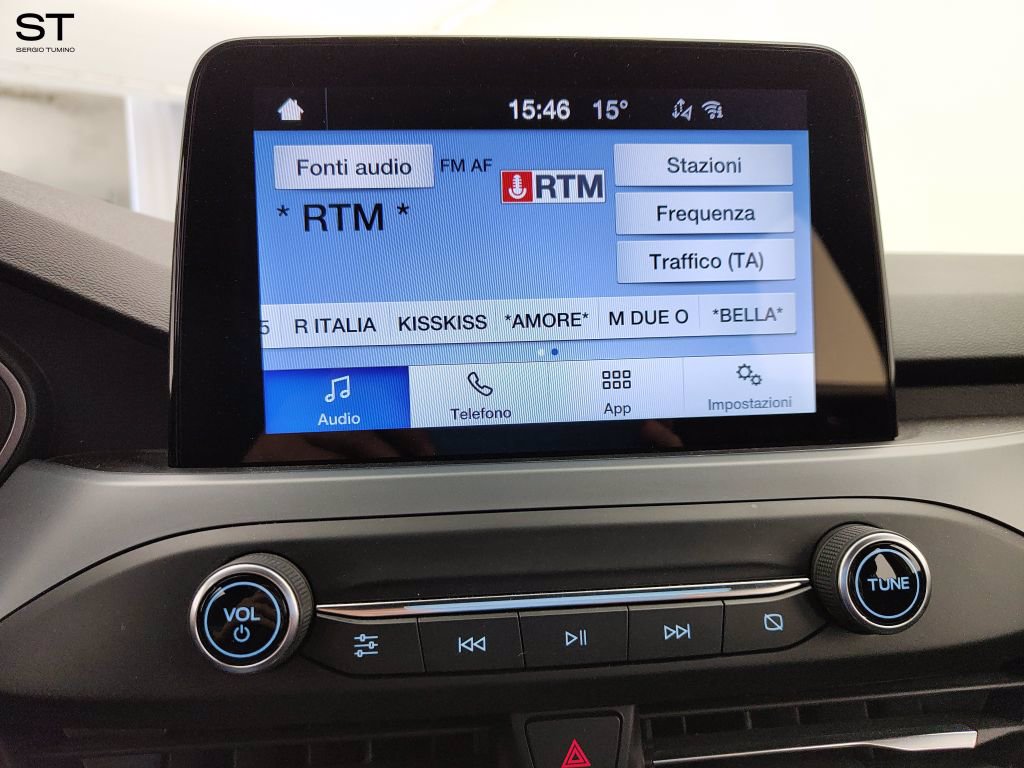 ST
SERGIO TUMINO
15:46 15°
Fonti audio FM AF RTM Stazioni
* RTM * Frequenza
Traffico (TA)
5 R ITALIA KISSKISS *AMORE* M DUE O *BELLA*
Audio Telefono App Impostazioni
VOL TUNE